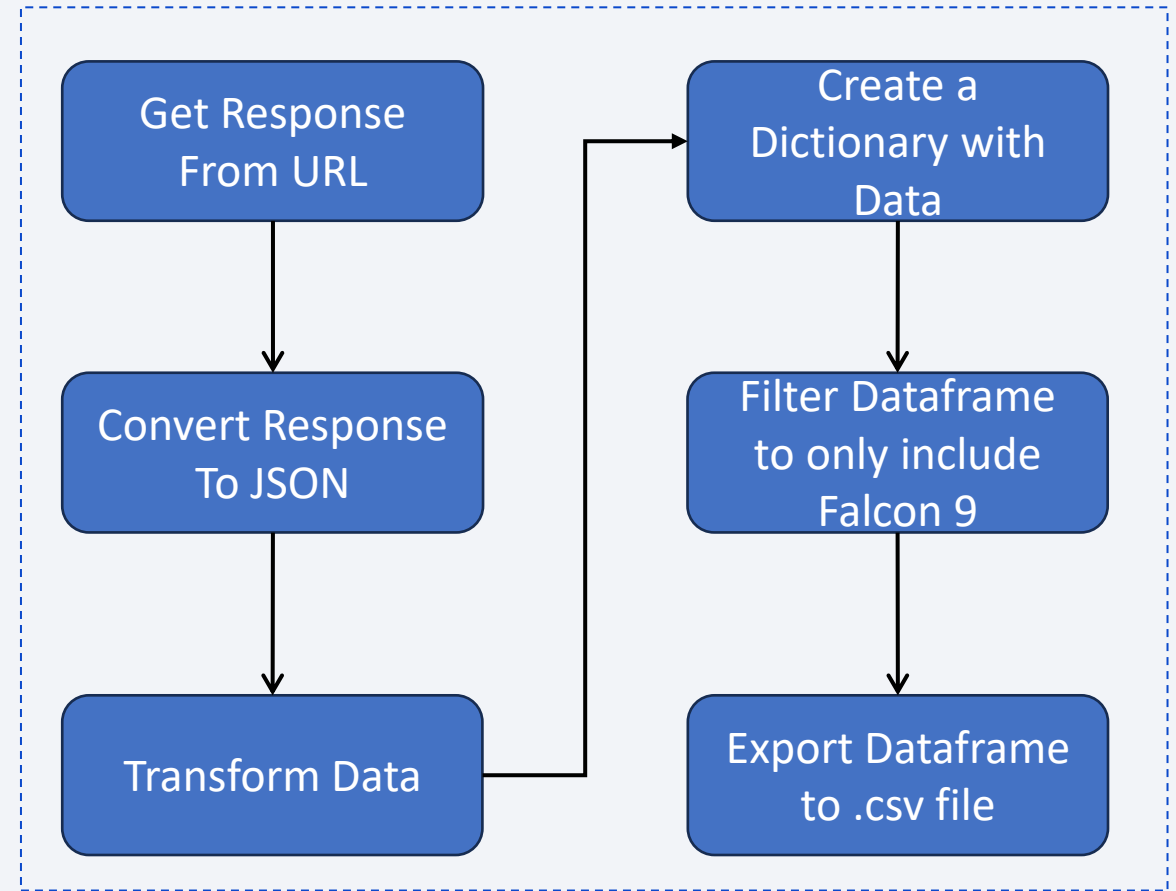 Get Response
From URL
Convert Response
To JSON
Transform Data
Create a
Dictionary with
Data
Filter Dataframe
to only include
Falcon 9
Export Dataframe
to .csv file